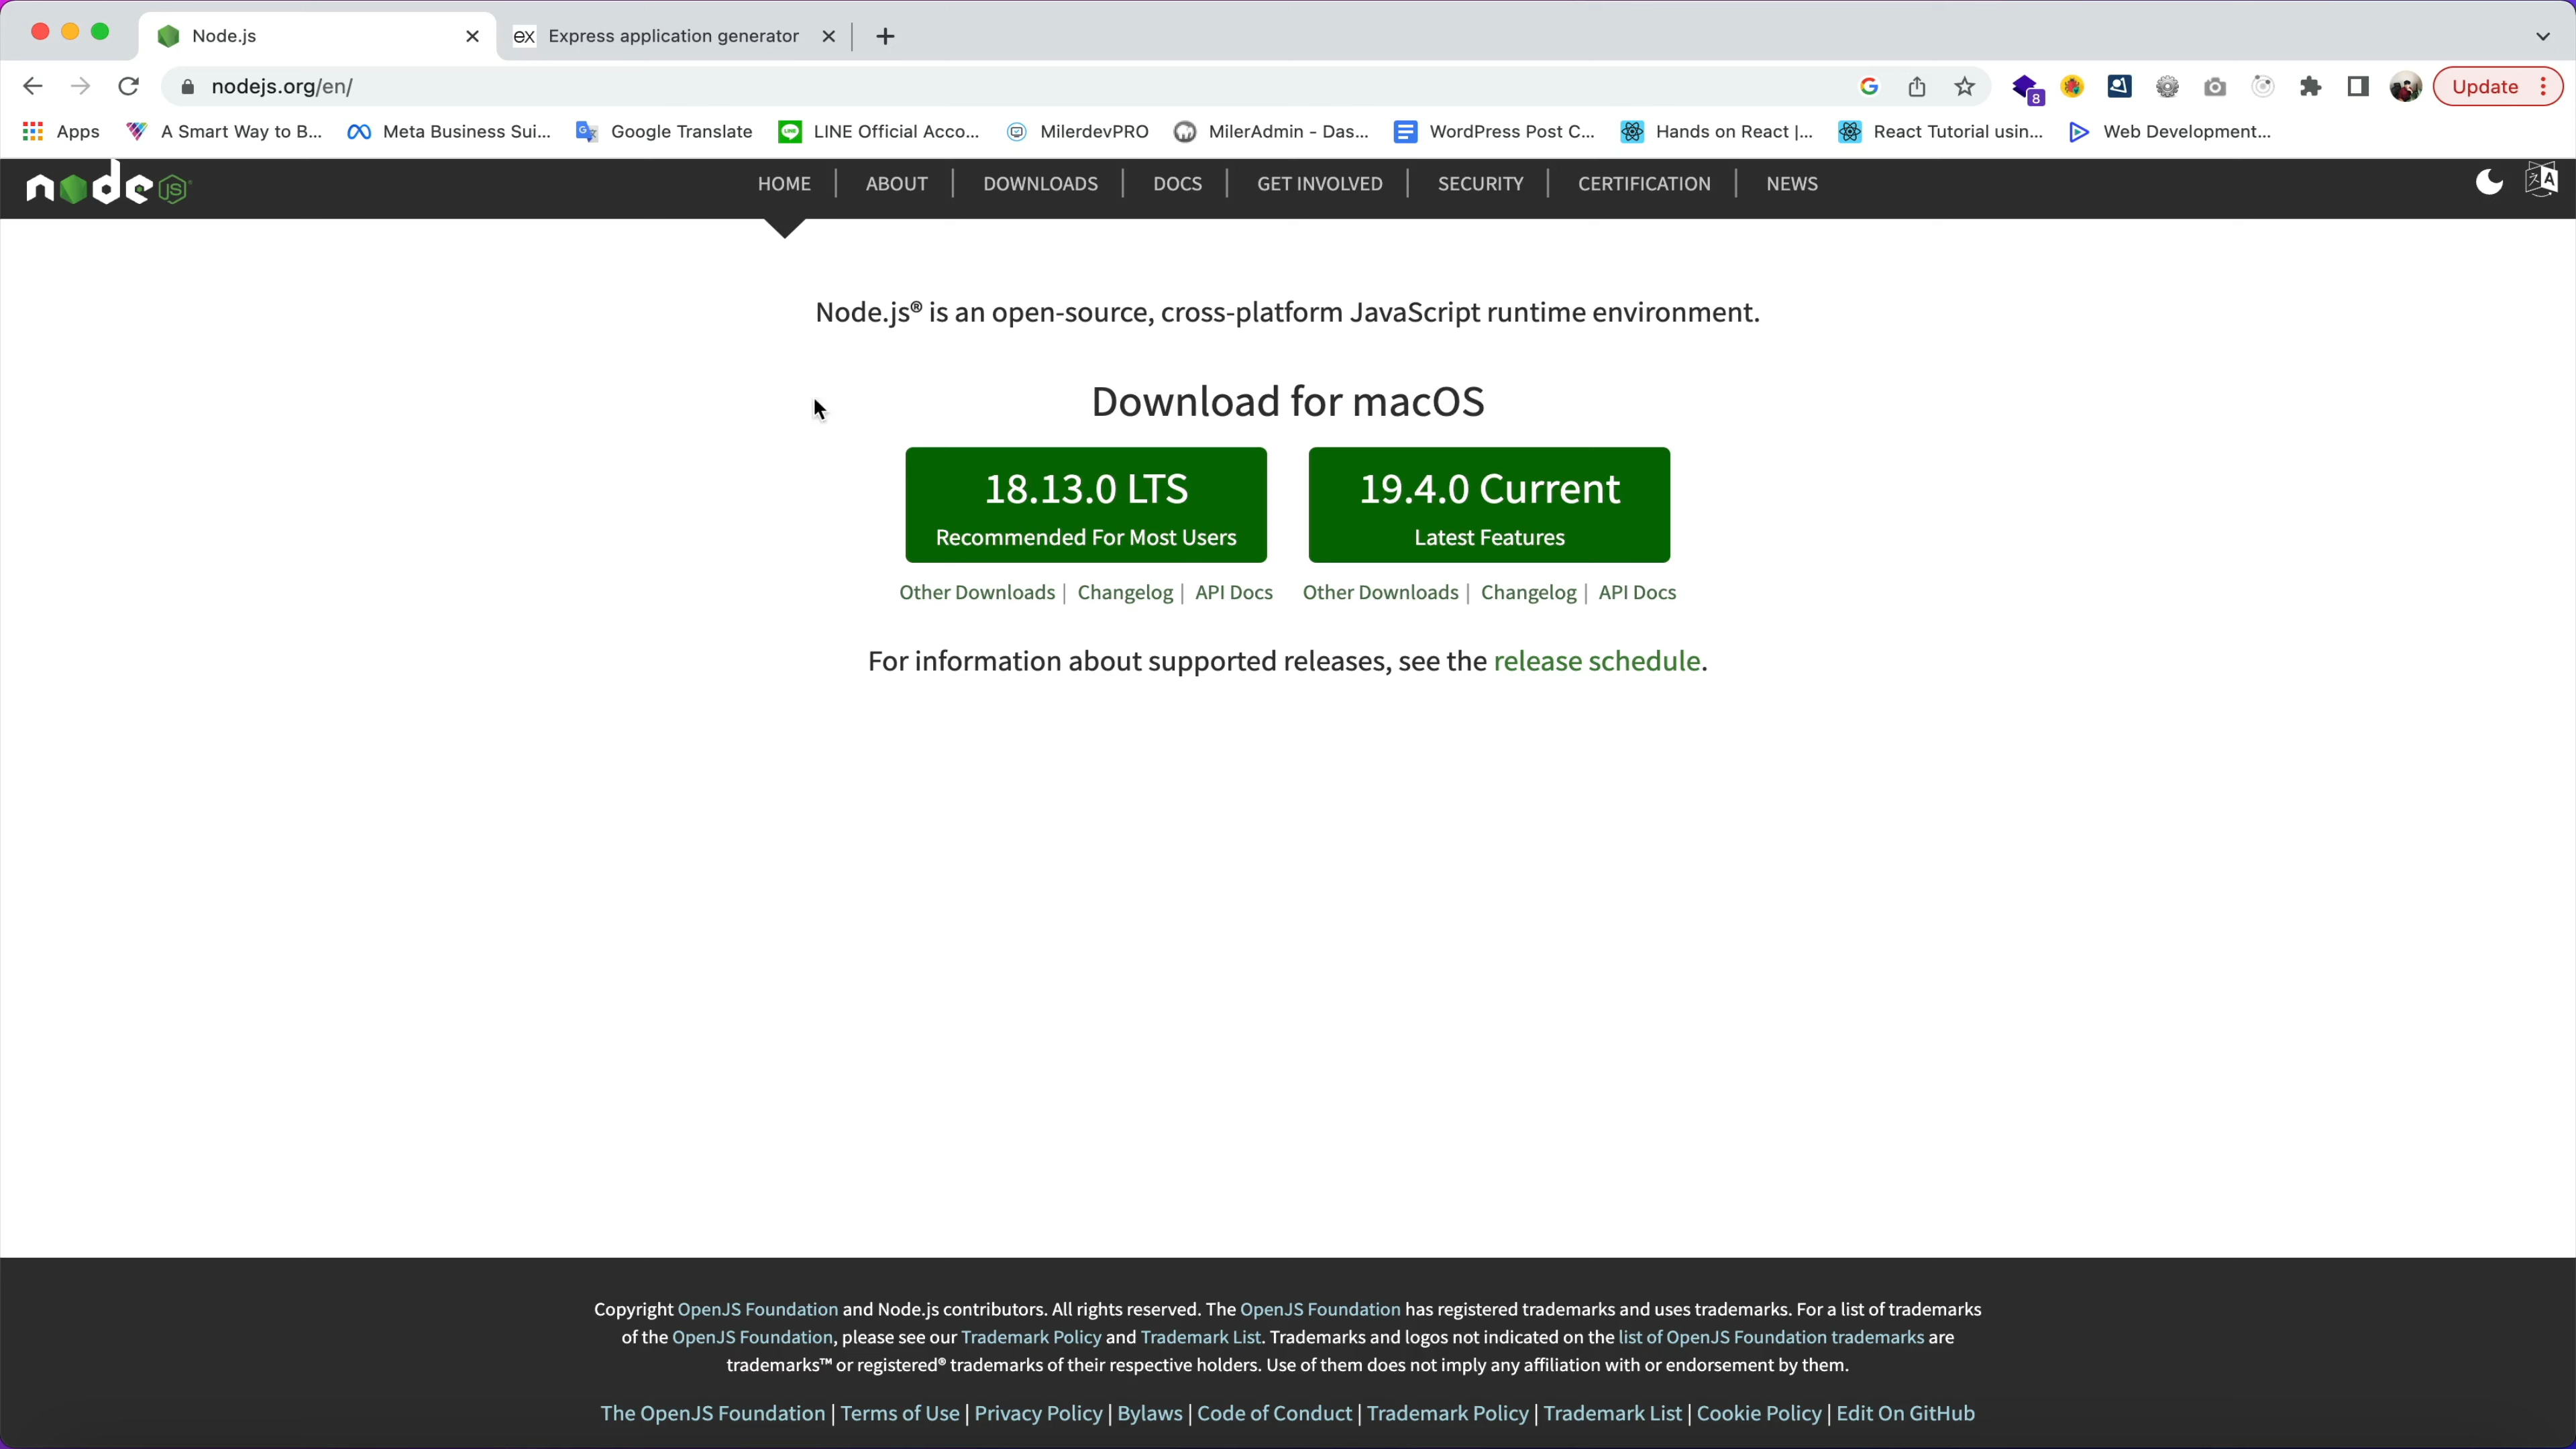 Node.js
Express application generator
nodejs.org/en/
8
Update
Apps
A Smart Way to B...
Meta Business Sui...
Google Translate
LINE Official Acco...
MilerdevPRO
MilerAdmin - Das...
WordPress Post C...
Hands on React |...
React Tutorial usin...
Web Development...
node JS
HOME | ABOUT | DOWNLOADS | DOCS | GET INVOLVED | SECURITY | CERTIFICATION | NEWS
Node.js® is an open-source, cross-platform JavaScript runtime environment.
Download for macOS
18.13.0 LTS
Recommended For Most Users
Other Downloads | Changelog | API Docs
19.4.0 Current
Latest Features
Other Downloads | Changelog | API Docs
For information about supported releases, see the release schedule.
Copyright OpenJS Foundation and Node.js contributors. All rights reserved. The OpenJS Foundation has registered trademarks and uses trademarks. For a list of trademarks
of the OpenJS Foundation, please see our Trademark Policy and Trademark List. Trademarks and logos not indicated on the list of OpenJS Foundation trademarks are
trademarks™ or registered® trademarks of their respective holders. Use of them does not imply any affiliation with or endorsement by them.
The OpenJS Foundation | Terms of Use | Privacy Policy | Bylaws | Code of Conduct | Trademark Policy | Trademark List | Cookie Policy | Edit On GitHub